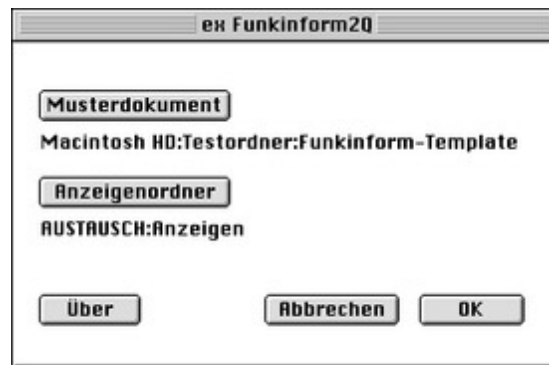 ex Funkinform2Q
Musterdokument
Macintosh HD:Testordner:Funkinform-Template
Anzeigenordner
AUSTAUSCH:Anzeigen
Über Abbrechen OK